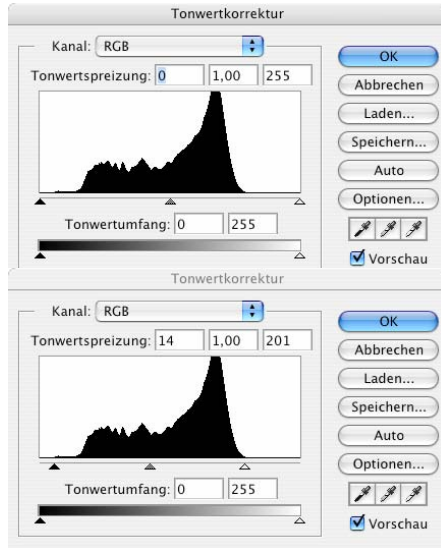 Tonwertkorrektur
Kanal: RGB
OK
Tonwertspreizung: 0 1,00 255
Abbrechen
Laden...
Speichern...
Auto
Optionen...
Tonwertumfang: 0 255
Vorschau
Tonwertkorrektur
Kanal: RGB
OK
Tonwertspreizung: 14 1,00 201
Abbrechen
Laden...
Speichern...
Auto
Optionen...
Tonwertumfang: 0 255
Vorschau